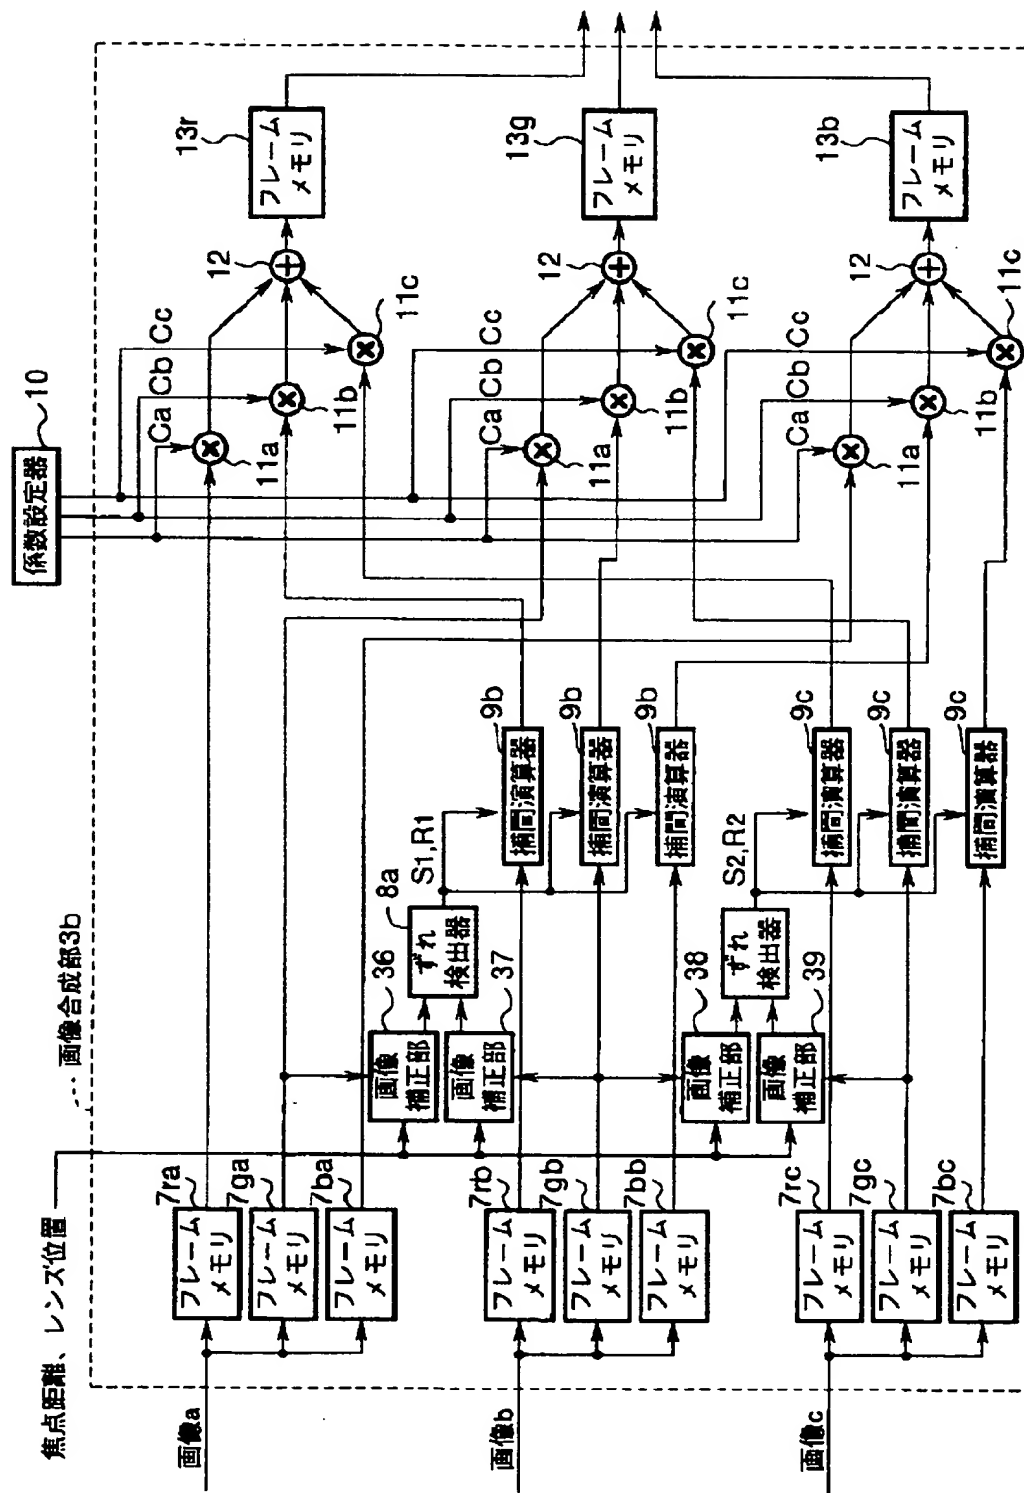 焦点距離、レンズ位置
画像合成部3b
係数設定器
10
画像a
フレーム
メモリ
7ra
フレーム
メモリ
7ga
フレーム
メモリ
7ba
画像b
フレーム
メモリ
7rb
フレーム
メモリ
7gb
フレーム
メモリ
7bb
画像c
フレーム
メモリ
7rc
フレーム
メモリ
7gc
フレーム
メモリ
7bc
画像
補正部
36
画像
補正部
37
ずれ
検出器
8a
S1,R1
画像
補正部
38
画像
補正部
39
ずれ
検出器
S2,R2
補間演算器
9b
補間演算器
9b
補間演算器
9b
補間演算器
9c
補間演算器
9c
補間演算器
9c
Ca
Cb
Cc
11a
11b
11c
12
フレーム
メモリ
13r
Ca
Cb
Cc
11a
11b
11c
12
フレーム
メモリ
13g
Ca
Cb
Cc
11a
11b
11c
12
フレーム
メモリ
13b